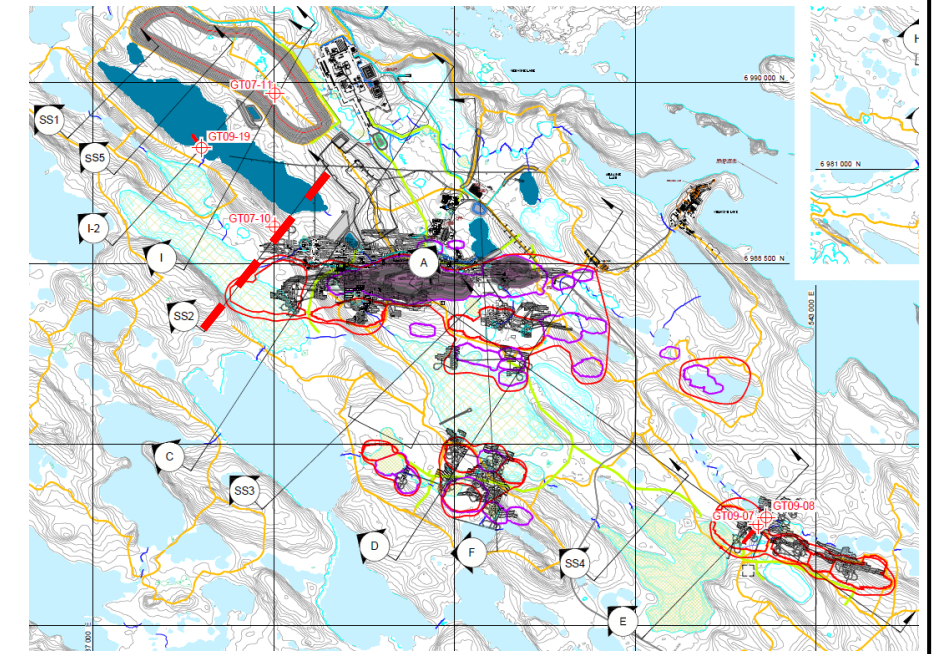 H
6 990 000 N
GT07-11
SS1
GT09-19
SS5
6 981 000 N
GT07-10
I-2
I
A
6 988 500 N
SS2
543 000 E
C
SS3
GT09-08
GT09-07
D
F
SS4
E